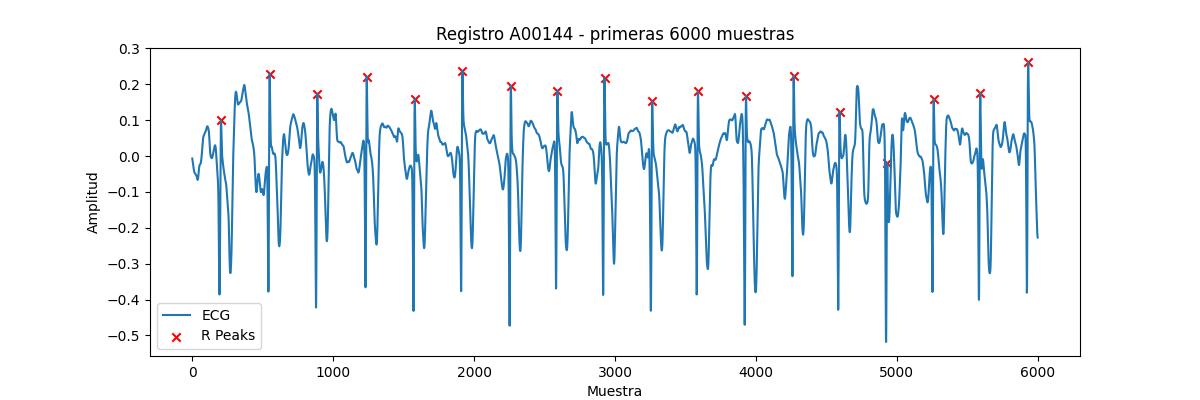 Registro A00144 - primeras 6000 muestras
0.3
0.2
0.1
0.0
−0.1
−0.2
−0.3
−0.4
−0.5
Amplitud
ECG
R Peaks
0 1000 2000 3000 4000 5000 6000
Muestra